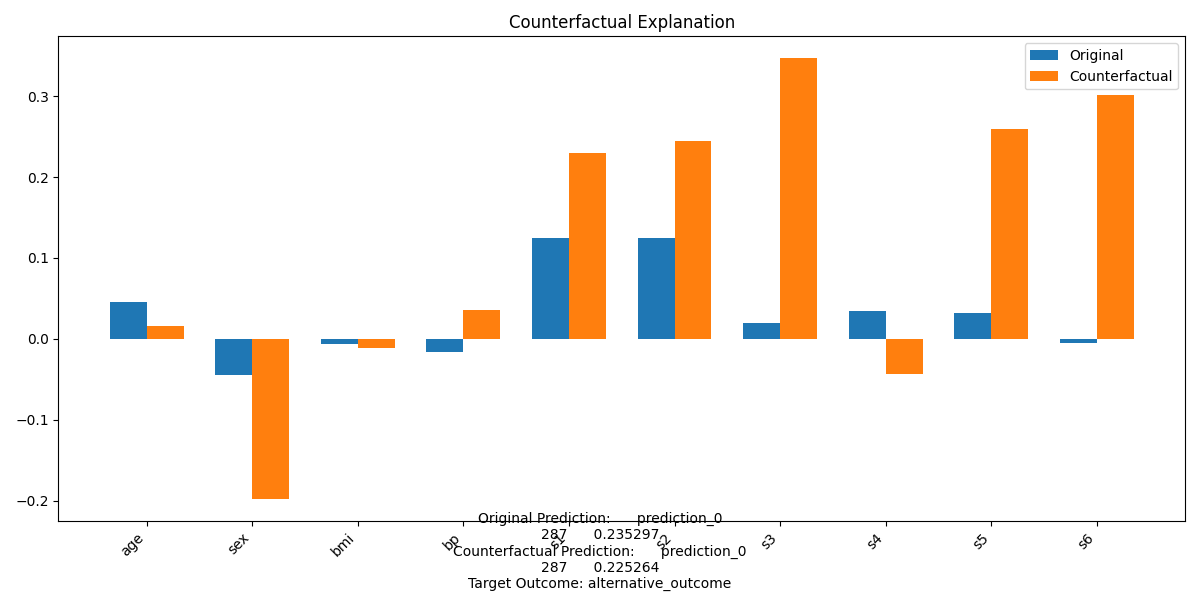 Counterfactual Explanation
Original
Counterfactual
0.3
0.2
0.1
0.0
−0.1
−0.2
age
sex
bmi
bp
s1
s2
s3
s4
s5
s6
Original Prediction:      prediction_0
287      0.235297
Counterfactual Prediction:      prediction_0
287      0.225264
Target Outcome: alternative_outcome